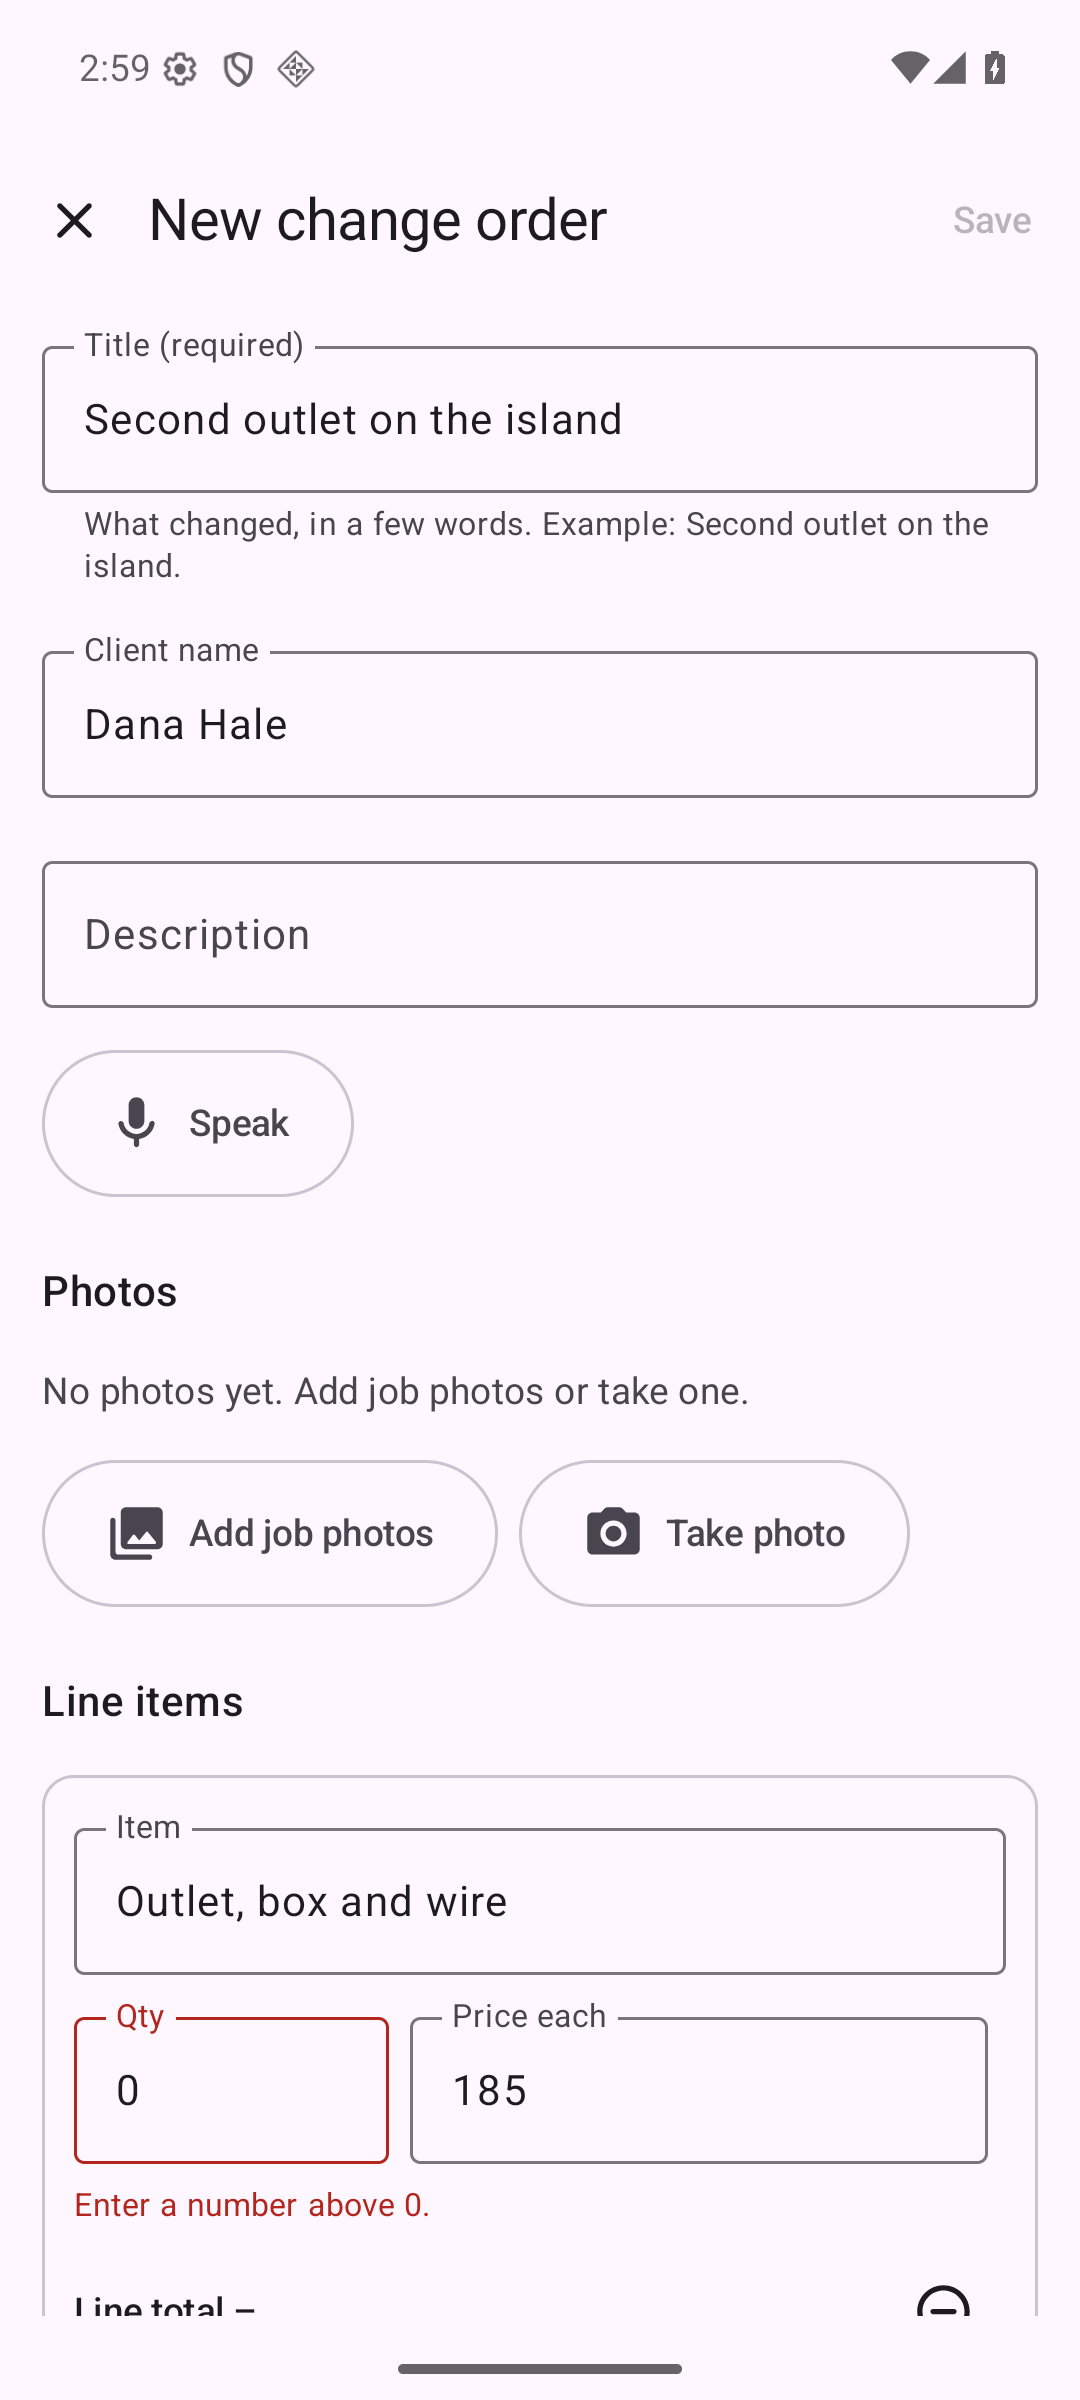 2:59
New change order
Save
Title (required)
Second outlet on the island
What changed, in a few words. Example: Second outlet on the
island.
Client name
Dana Hale
Description
Speak
Photos
No photos yet. Add job photos or take one.
Add job photos
Take photo
Line items
Item
Outlet, box and wire
Qty
Price each
0
185
Enter a number above 0.
Line total –